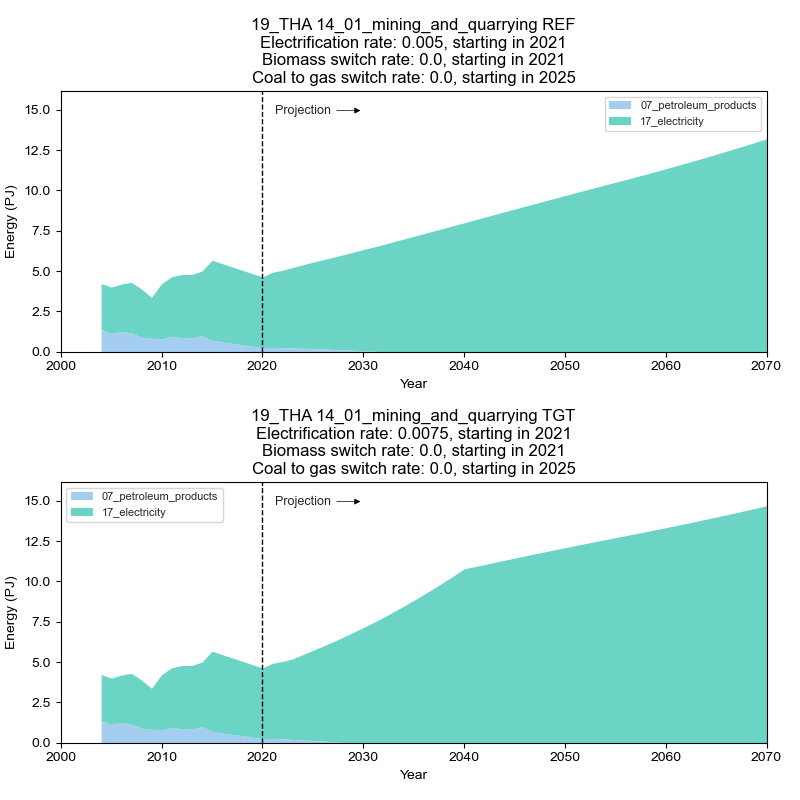 19_THA 14_01_mining_and_quarrying REF
Electrification rate: 0.005, starting in 2021
Biomass switch rate: 0.0, starting in 2021
Coal to gas switch rate: 0.0, starting in 2025
15.0
12.5
10.0
7.5
5.0
2.5
0.0
Energy (PJ)
Projection
07_petroleum_products
17_electricity
2000 2010 2020 2030 2040 2050 2060 2070
Year
19_THA 14_01_mining_and_quarrying TGT
Electrification rate: 0.0075, starting in 2021
Biomass switch rate: 0.0, starting in 2021
Coal to gas switch rate: 0.0, starting in 2025
15.0
12.5
10.0
7.5
5.0
2.5
0.0
Energy (PJ)
07_petroleum_products
17_electricity
Projection
2000 2010 2020 2030 2040 2050 2060 2070
Year